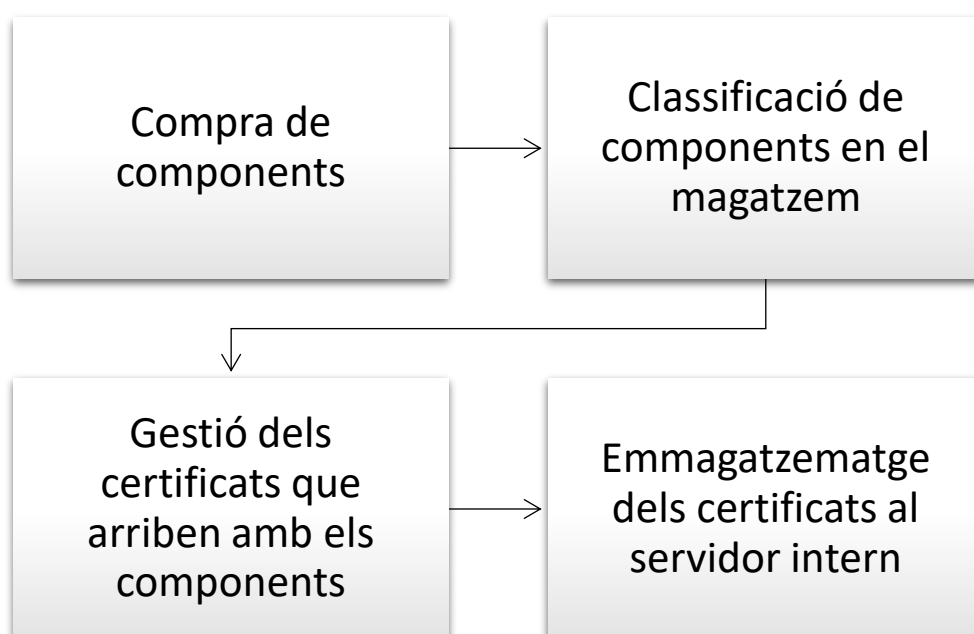 Compra de
components
Classificació de
components en el
magatzem
Gestió dels
certificats que
arriben amb els
components
Emmagatzematge
dels certificats al
servidor intern